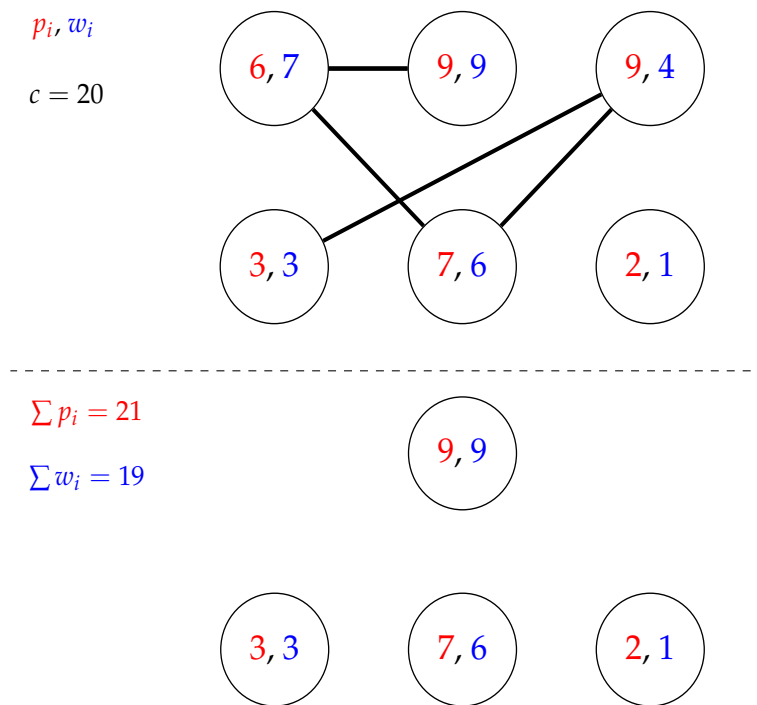 p_i, w_i
c = 20
6, 7
9, 9
9, 4
3, 3
7, 6
2, 1
∑ p_i = 21
∑ w_i = 19
9, 9
3, 3
7, 6
2, 1